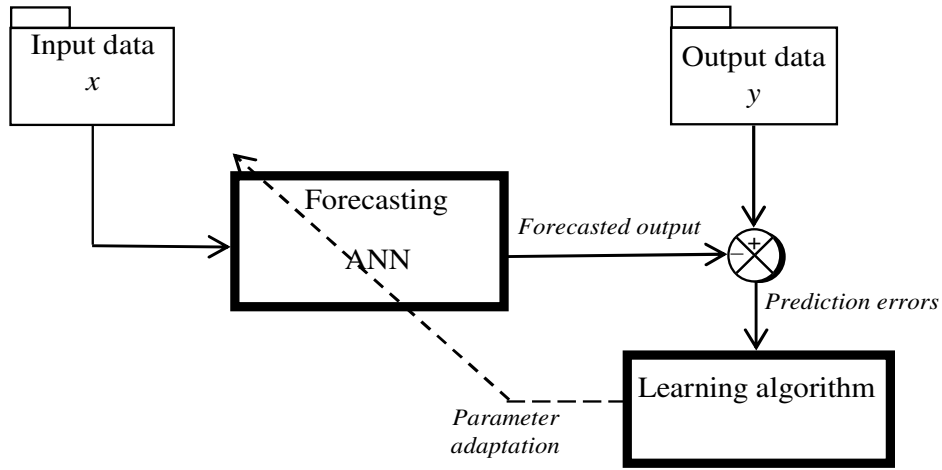 Input data
x
Output data
y
Forecasting
ANN
Forecasted output
+
−
Prediction errors
Learning algorithm
Parameter
adaptation